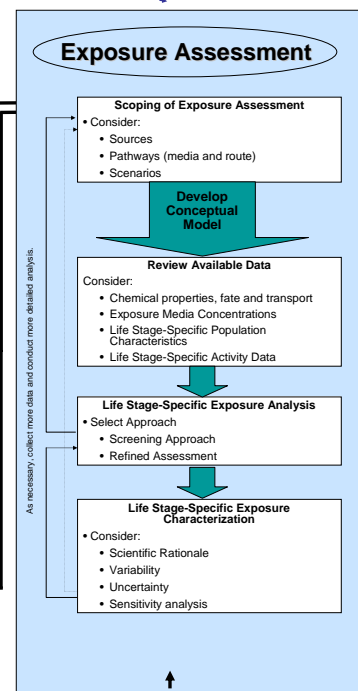 Exposure Assessment
Scoping of Exposure Assessment
• Consider:
• Sources
• Pathways (media and route)
• Scenarios
Develop
Conceptual
Model
Review Available Data
Consider:
• Chemical properties, fate and transport
• Exposure Media Concentrations
• Life Stage-Specific Population
Characteristics
• Life Stage-Specific Activity Data
Life Stage-Specific Exposure Analysis
• Select Approach
• Screening Approach
• Refined Assessment
Life Stage-Specific Exposure
Characterization
• Consider:
• Scientific Rationale
• Variability
• Uncertainty
• Sensitivity analysis
As necessary, collect more data and conduct more detailed analysis.